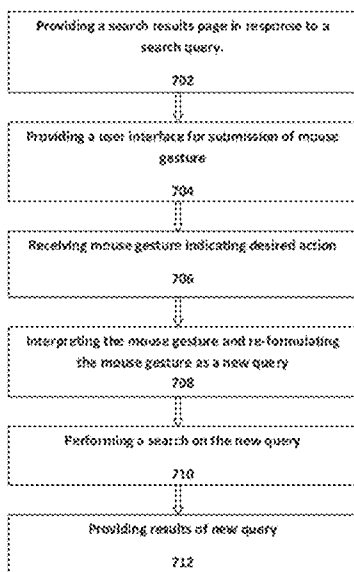 Providing a search results page in response to a
search query.
702
Providing a user interface for submission of mouse
gesture
704
Receiving mouse gesture indicating desired action
706
Interpreting the mouse gesture and re-formulating
the mouse gesture as a new query
708
Performing a search on the new query
710
Providing results of new query
712